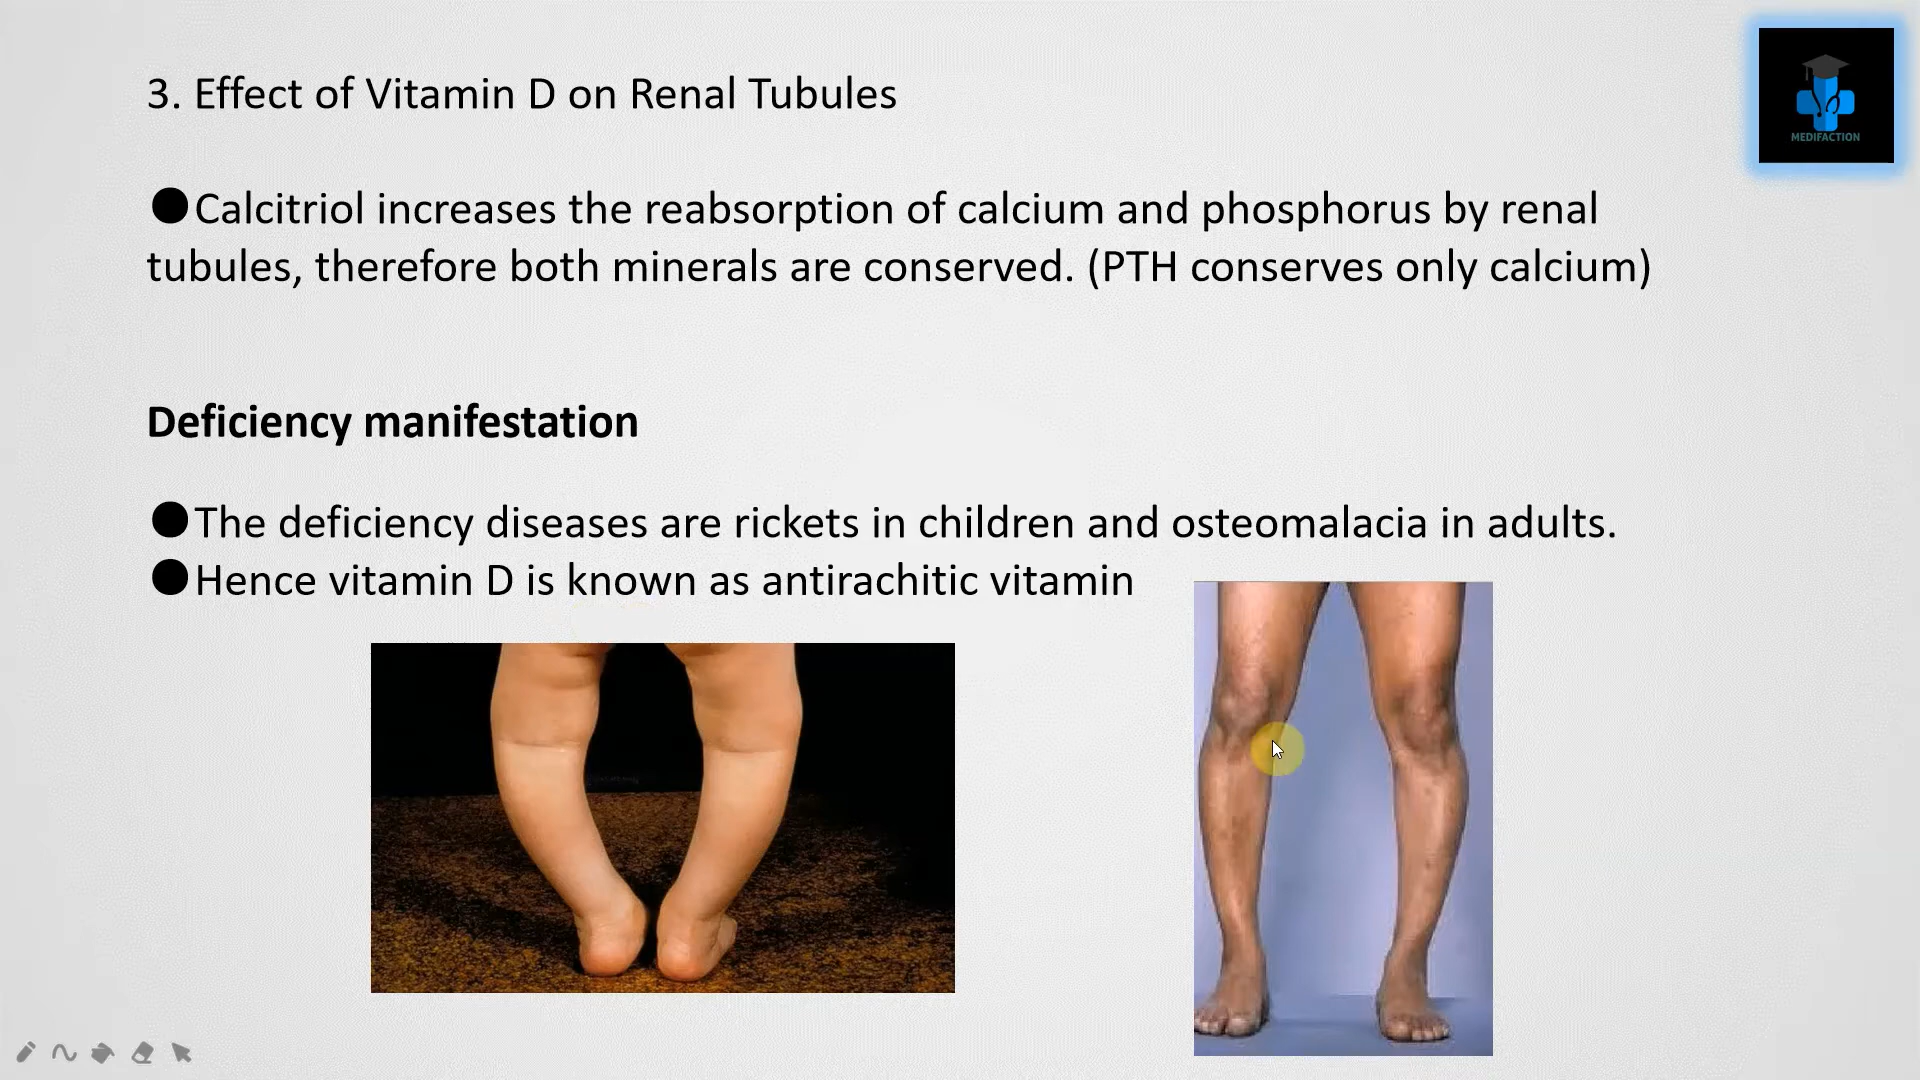 3. Effect of Vitamin D on Renal Tubules
MEDIFACTION
●Calcitriol increases the reabsorption of calcium and phosphorus by renal
tubules, therefore both minerals are conserved. (PTH conserves only calcium)
Deficiency manifestation
●The deficiency diseases are rickets in children and osteomalacia in adults.
●Hence vitamin D is known as antirachitic vitamin